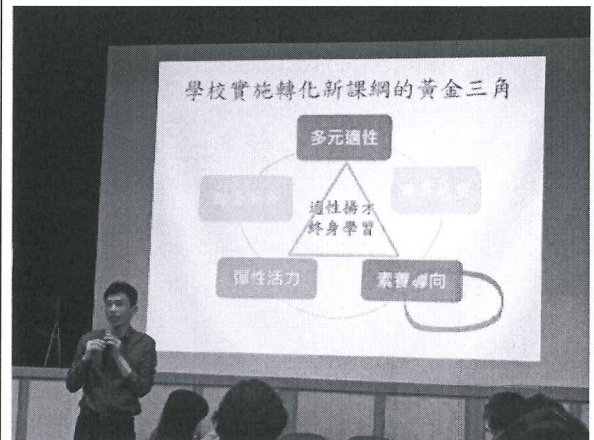 學校實施轉化新課綱的黃金三角
多元適性
適性揚才
終身學習
彈性活力
素養導向